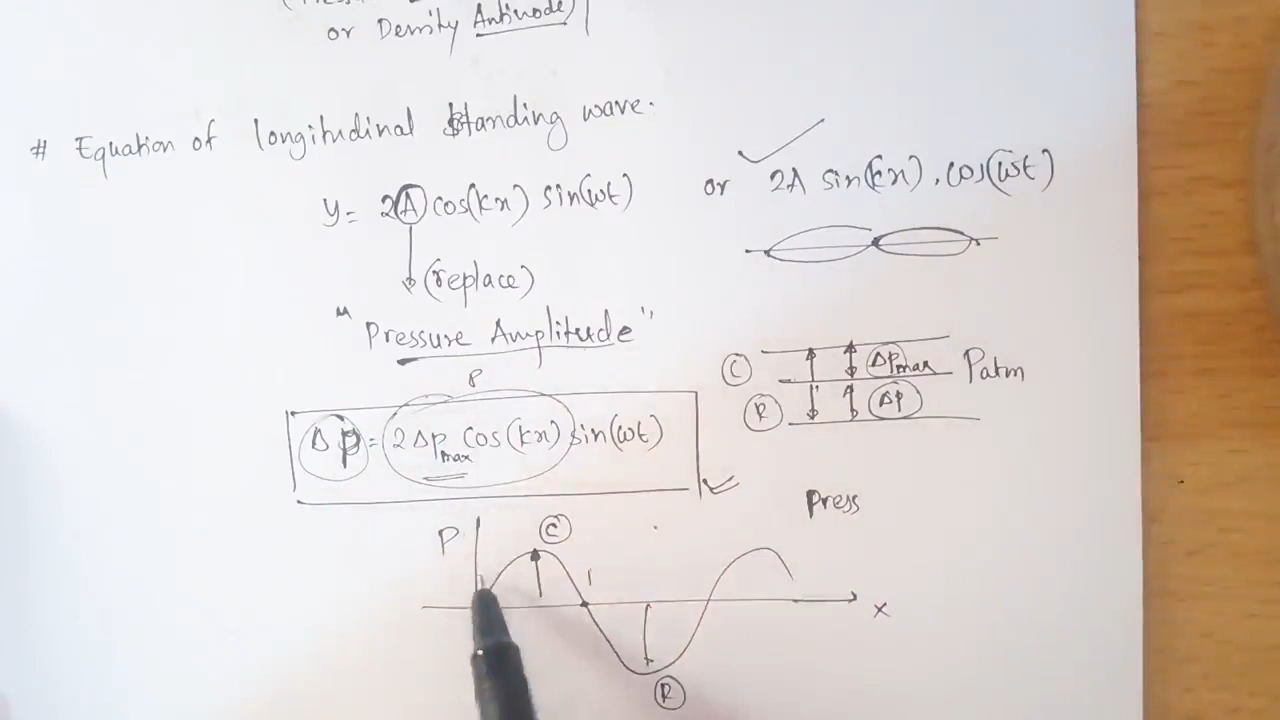 or Density Antinode)
# Equation of longitudinal standing wave.
y = 2A cos(kx) sin(ωt) or 2A sin(kx) . cos(ωt)
(replace)
"Pressure Amplitude"
C ΔPmax Patm
R ΔP
Δp = 2Δpmax cos(kx) sin(ωt)
Press
P C
x
R